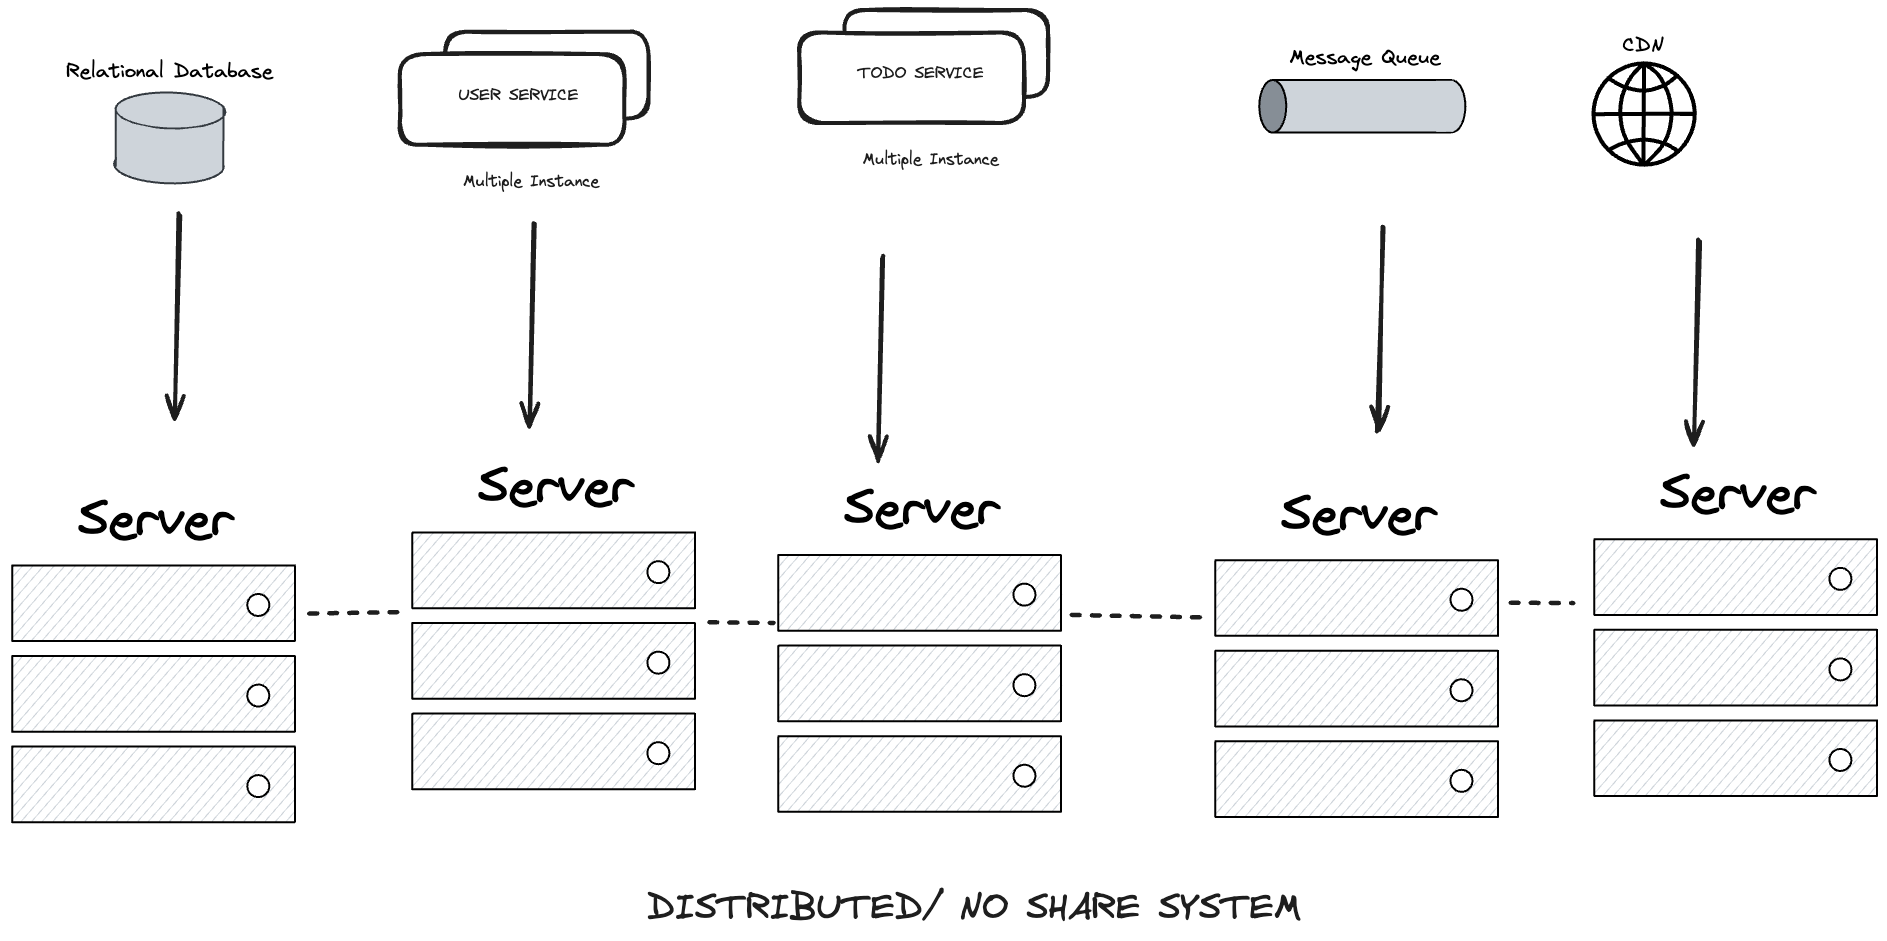 Relational Database
USER SERVICE
Multiple Instance
TODO SERVICE
Multiple Instance
Message Queue
CDN
Server
Server
Server
Server
Server
DISTRIBUTED/ NO SHARE SYSTEM